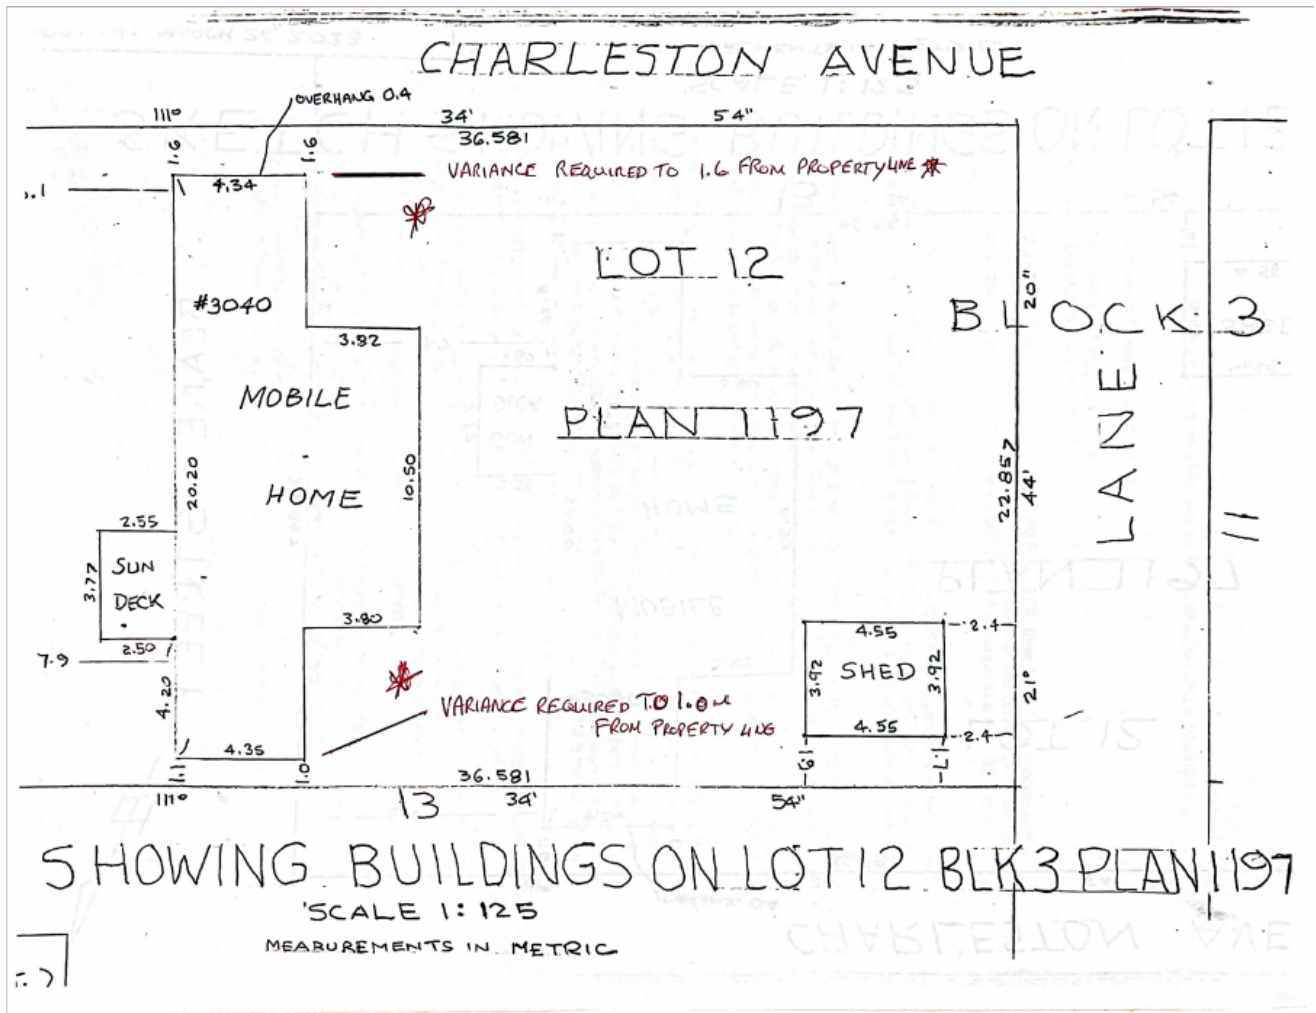 CHARLESTON AVENUE
OVERHANG 0.4
111° 34' 54"
36.581
1.6 1.6
VARIANCE REQUIRED TO 1.6 FROM PROPERTY LINE *
4.34
LOT 12
#3040
20"
BLOCK 3
3.82
LANE
MOBILE
PLAN 1197
20.20
10.50
HOME
22.857
44'
11
2.55
SUN
DECK
3.77
2.50
7.9
4.20
3.80
4.55
2.4
SHED
3.92 3.92
21°
4.55
2.4
VARIANCE REQUIRED TO 1.0M
FROM PROPERTY LINE
4.35
1.1 1.0
1.9 1.7
36.581
111° 34' 54"
13
SHOWING BUILDINGS ON LOT 12 BLK 3 PLAN 1197
SCALE 1:125
MEASUREMENTS IN METRIC